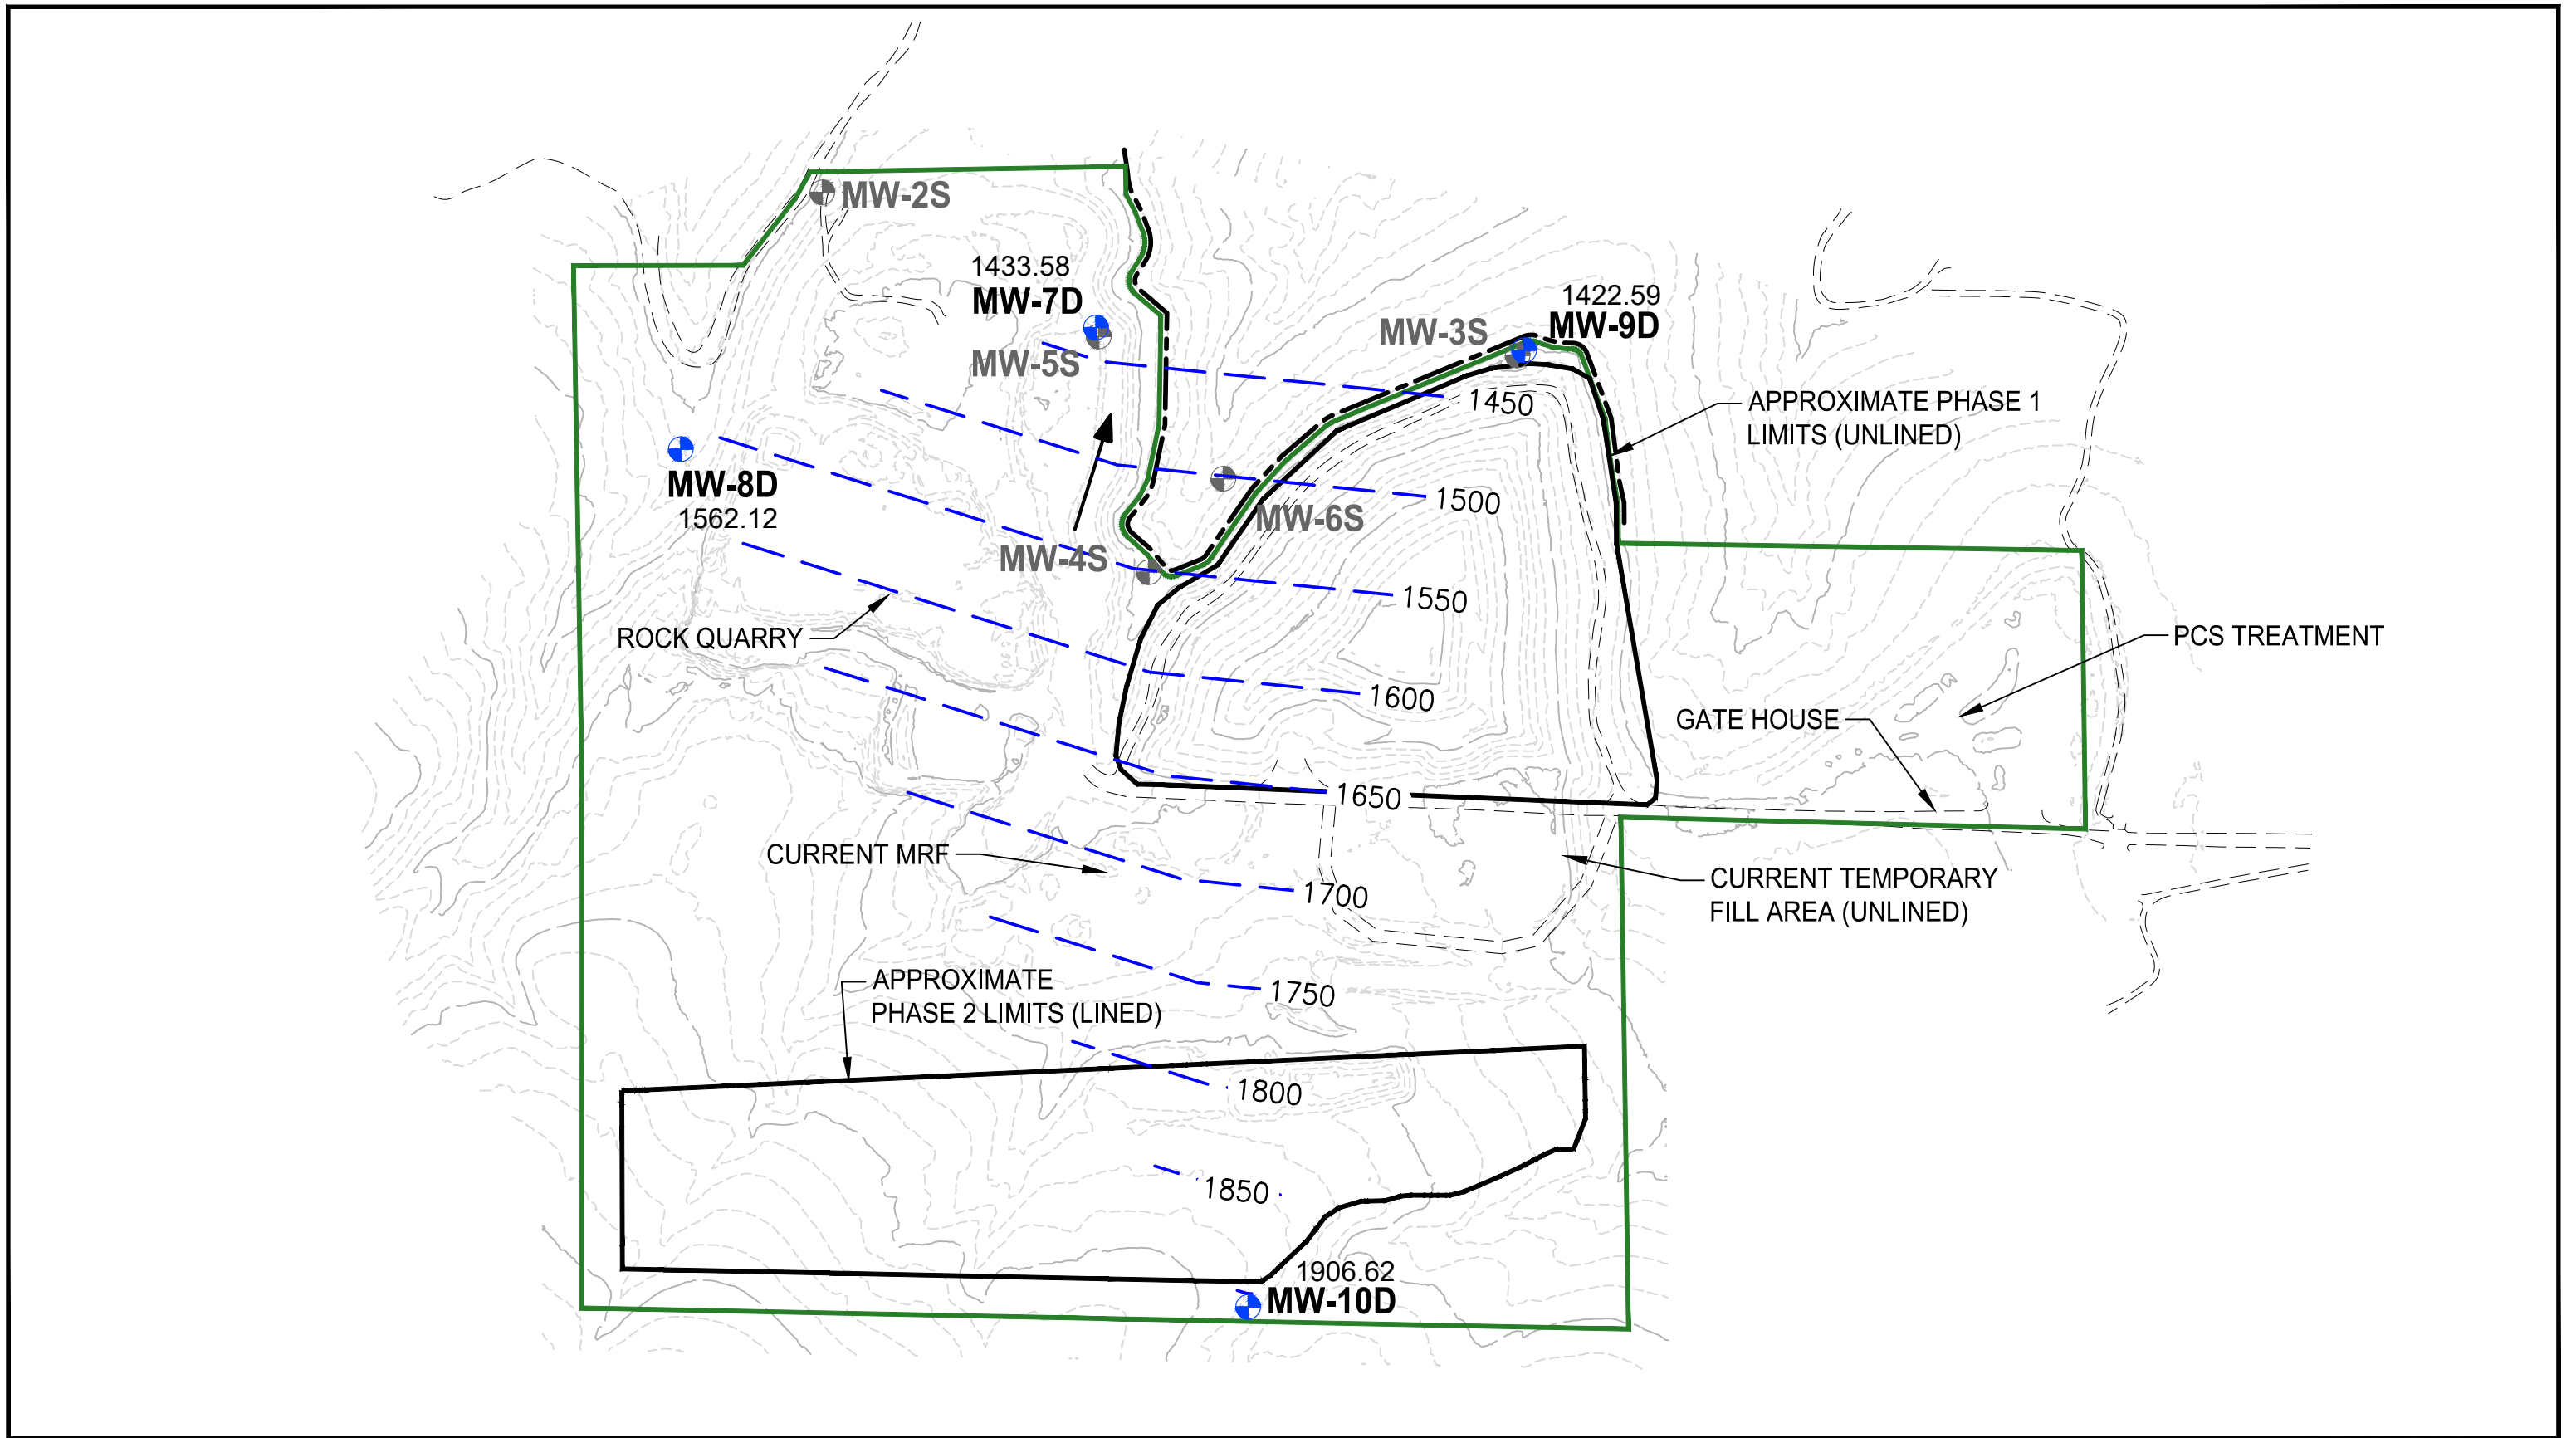 MW-2S
1433.58
MW-7D
MW-5S
1422.59
MW-9D
MW-3S
1450
APPROXIMATE PHASE 1
LIMITS (UNLINED)
MW-8D
1562.12
1500
MW-6S
MW-4S
1550
ROCK QUARRY
PCS TREATMENT
1600
GATE HOUSE
1650
CURRENT MRF
1700
CURRENT TEMPORARY
FILL AREA (UNLINED)
APPROXIMATE
PHASE 2 LIMITS (LINED)
1750
1800
1850
1906.62
MW-10D